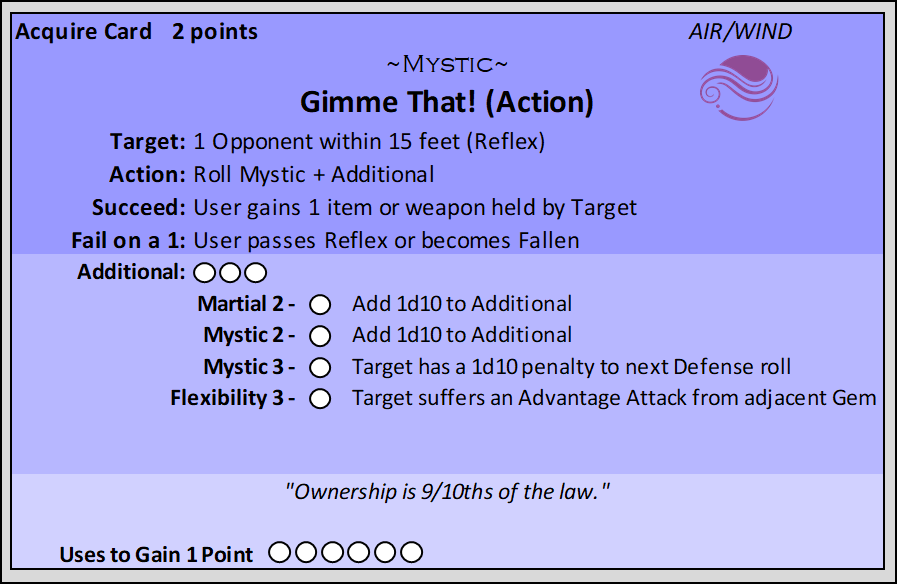 Acquire Card 2 points AIR/WIND
~Mystic~
Gimme That! (Action)
Target: 1 Opponent within 15 feet (Reflex)
Action: Roll Mystic + Additional
Succeed: User gains 1 item or weapon held by Target
Fail on a 1: User passes Reflex or becomes Fallen
Additional:
Martial 2 - Add 1d10 to Additional
Mystic 2 - Add 1d10 to Additional
Mystic 3 - Target has a 1d10 penalty to next Defense roll
Flexibility 3 - Target suffers an Advantage Attack from adjacent Gem
"Ownership is 9/10ths of the law."
Uses to Gain 1 Point